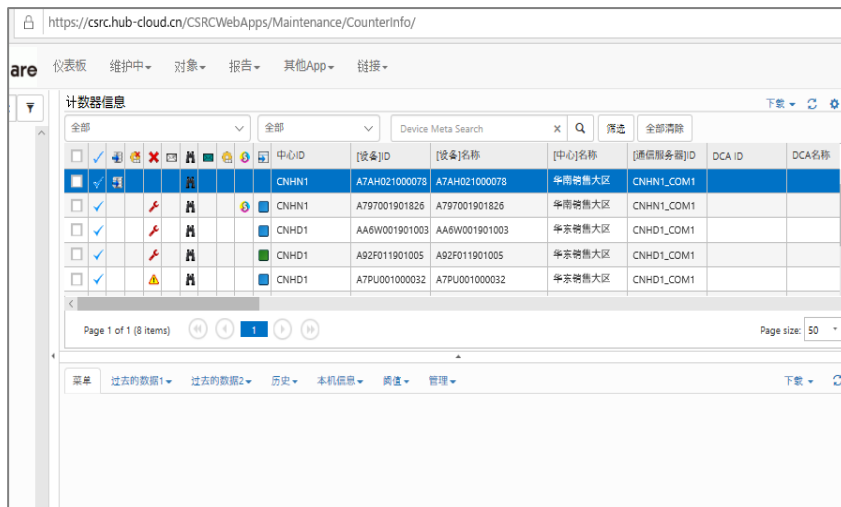 https://csrc.hub-cloud.cn/CSRCWebApps/Maintenance/CounterInfo/
are 仪表板 维护中 对象 报告 其他App 链接
计数器信息 下载
全部 全部 Device Meta Search x 筛选 全部清除
中心ID [设备]ID [设备]名称 [中心]名称 [通信服务器]ID DCA ID DCA名称
CNHN1 A7AH021000078 A7AH021000078 华南销售大区 CNHN1_COM1
CNHN1 A797001901826 A797001901826 华南销售大区 CNHN1_COM1
CNHD1 AA6W001901003 AA6W001901003 华东销售大区 CNHD1_COM1
CNHD1 A92F011901005 A92F011901005 华东销售大区 CNHD1_COM1
CNHD1 A7PU001000032 A7PU001000032 华东销售大区 CNHD1_COM1
Page 1 of 1 (8 items) 1 Page size: 50
菜单 过去的数据1 过去的数据2 历史 本机信息 阈值 管理 下载